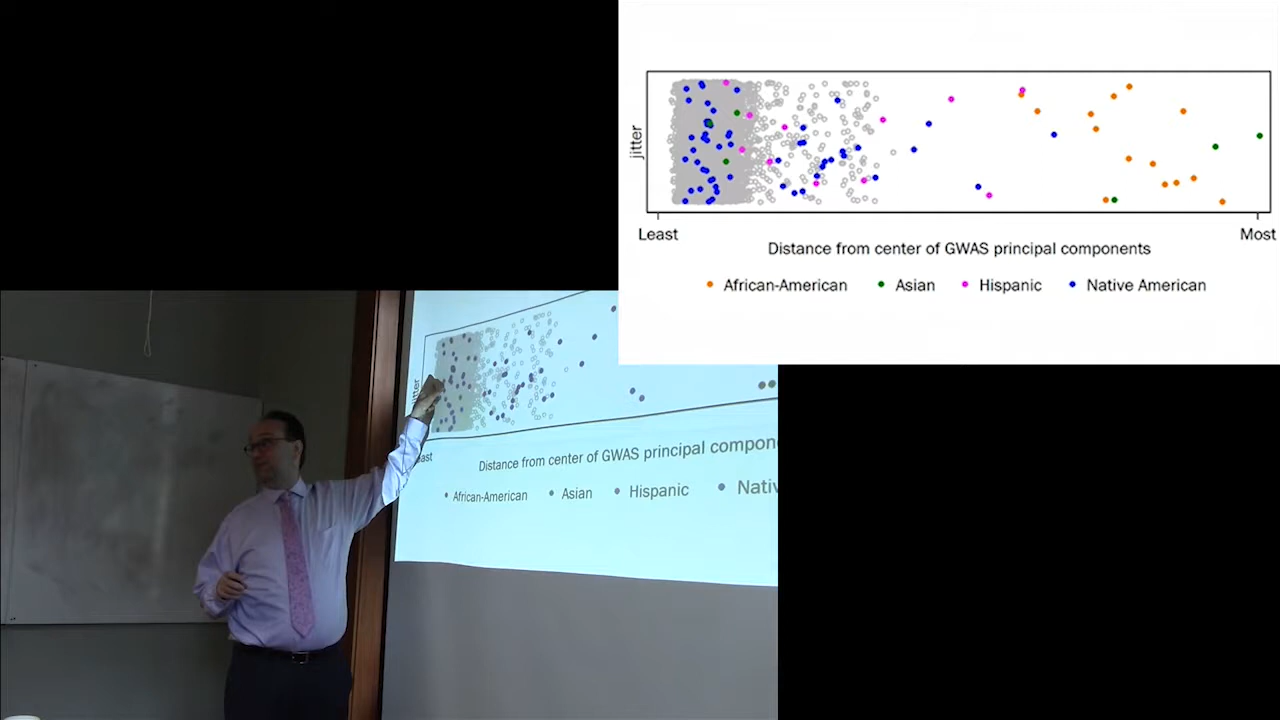 jitter
Least
Most
Distance from center of GWAS principal components
African-American
Asian
Hispanic
Native American
Distance from center of GWAS principal compon
African-American
Asian
Hispanic
Nativ